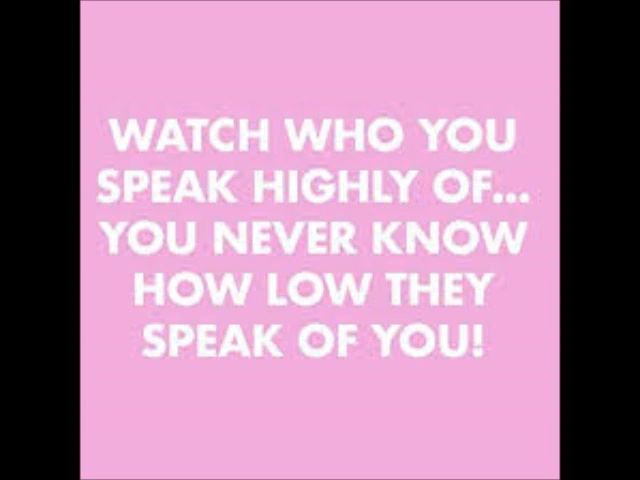 WATCH WHO YOU
SPEAK HIGHLY OF...
YOU NEVER KNOW
HOW LOW THEY
SPEAK OF YOU!